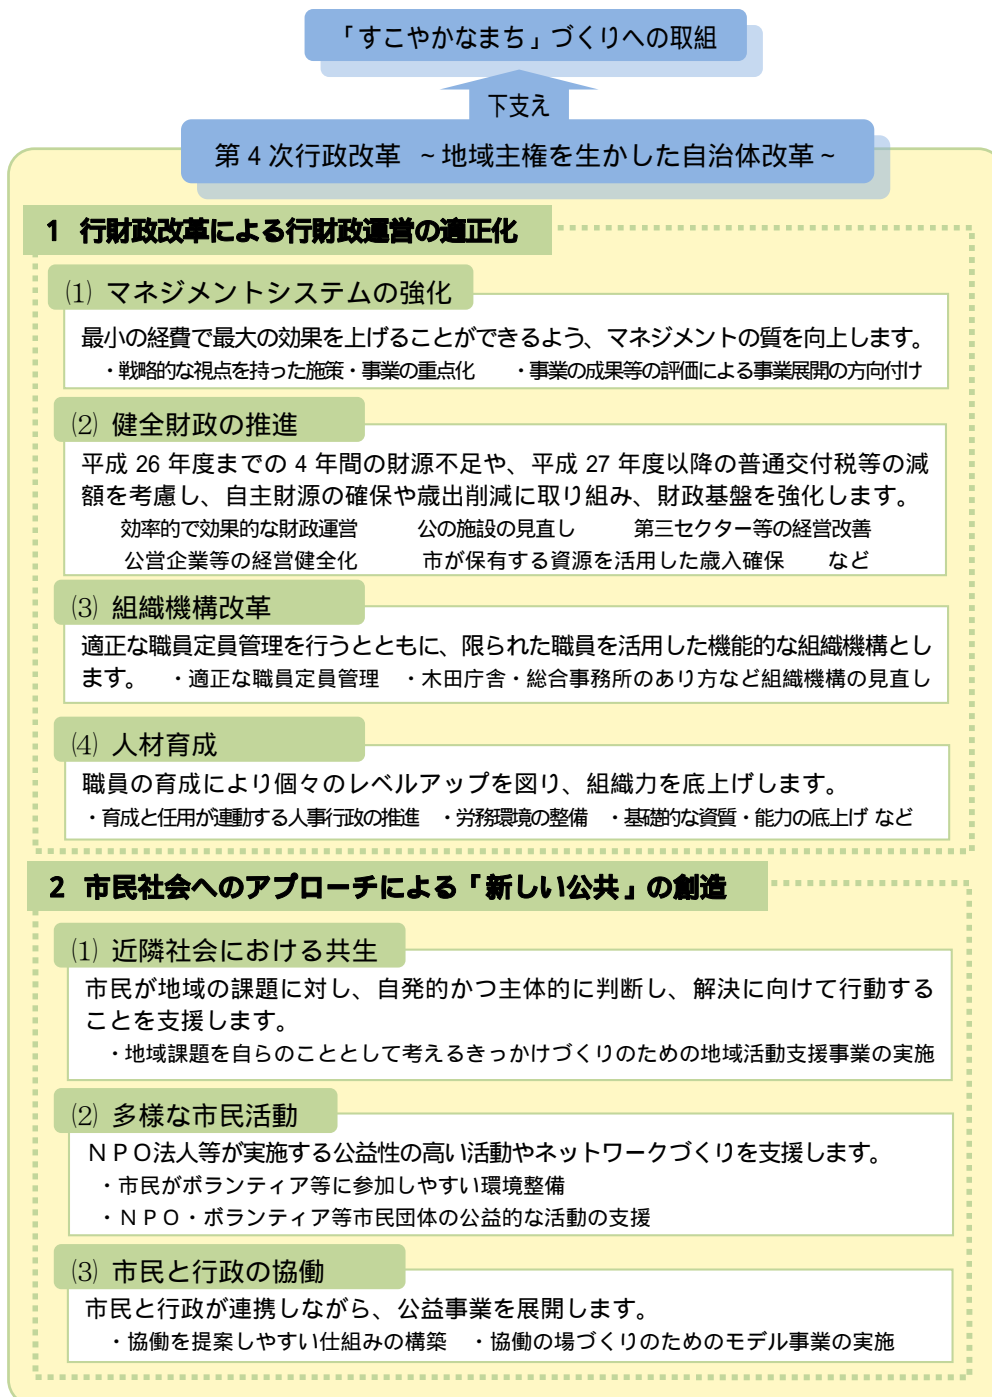 「すこやかなまち」づくりへの取組
下支え
第４次行政改革 ～地域主権を生かした自治体改革～
1 行財政改革による行財政運営の適正化
⑴ マネジメントシステムの強化
最小の経費で最大の効果を上げることができるよう、マネジメントの質を向上します。
・戦略的な視点を持った施策・事業の重点化 ・事業の成果等の評価による事業展開の方向付け
⑵ 健全財政の推進
平成 26 年度までの 4 年間の財源不足や、平成 27 年度以降の普通交付税等の減
額を考慮し、自主財源の確保や歳出削減に取り組み、財政基盤を強化します。
効率的で効果的な財政運営 公の施設の見直し 第三セクター等の経営改善
公営企業等の経営健全化 市が保有する資源を活用した歳入確保 など
⑶ 組織機構改革
適正な職員定員管理を行うとともに、限られた職員を活用した機能的な組織機構とし
ます。 ・適正な職員定員管理 ・木田庁舎・総合事務所のあり方など組織機構の見直し
⑷ 人材育成
職員の育成により個々のレベルアップを図り、組織力を底上げします。
・育成と任用が連動する人事行政の推進 ・労務環境の整備 ・基礎的な資質・能力の底上げ など
2 市民社会へのアプローチによる「新しい公共」の創造
⑴ 近隣社会における共生
市民が地域の課題に対し、自発的かつ主体的に判断し、解決に向けて行動する
ことを支援します。
・地域課題を自らのこととして考えるきっかけづくりのための地域活動支援事業の実施
⑵ 多様な市民活動
ＮＰＯ法人等が実施する公益性の高い活動やネットワークづくりを支援します。
・市民がボランティア等に参加しやすい環境整備
・ＮＰＯ・ボランティア等市民団体の公益的な活動の支援
⑶ 市民と行政の協働
市民と行政が連携しながら、公益事業を展開します。
・協働を提案しやすい仕組みの構築 ・協働の場づくりのためのモデル事業の実施